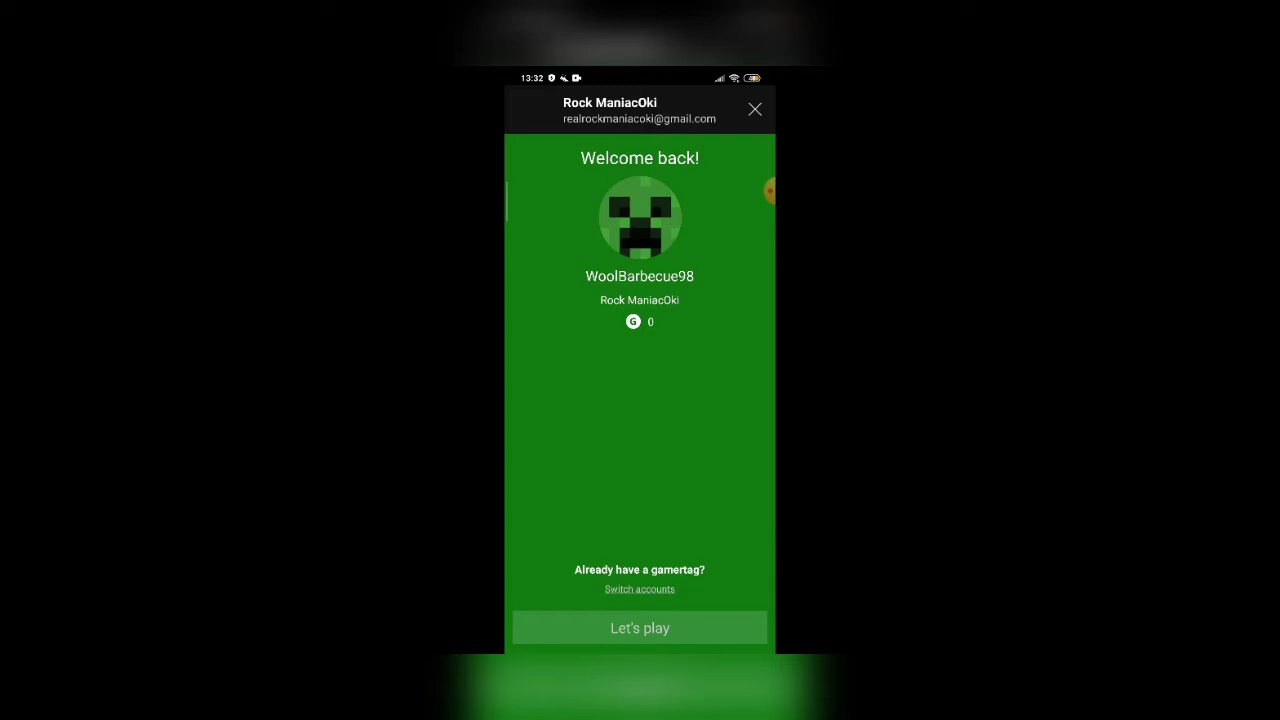 13:32
Rock ManiacOki
realrockmaniacoki@gmail.com
Welcome back!
WoolBarbecue98
Rock ManiacOki
G 0
Already have a gamertag?
Switch accounts
Let's play